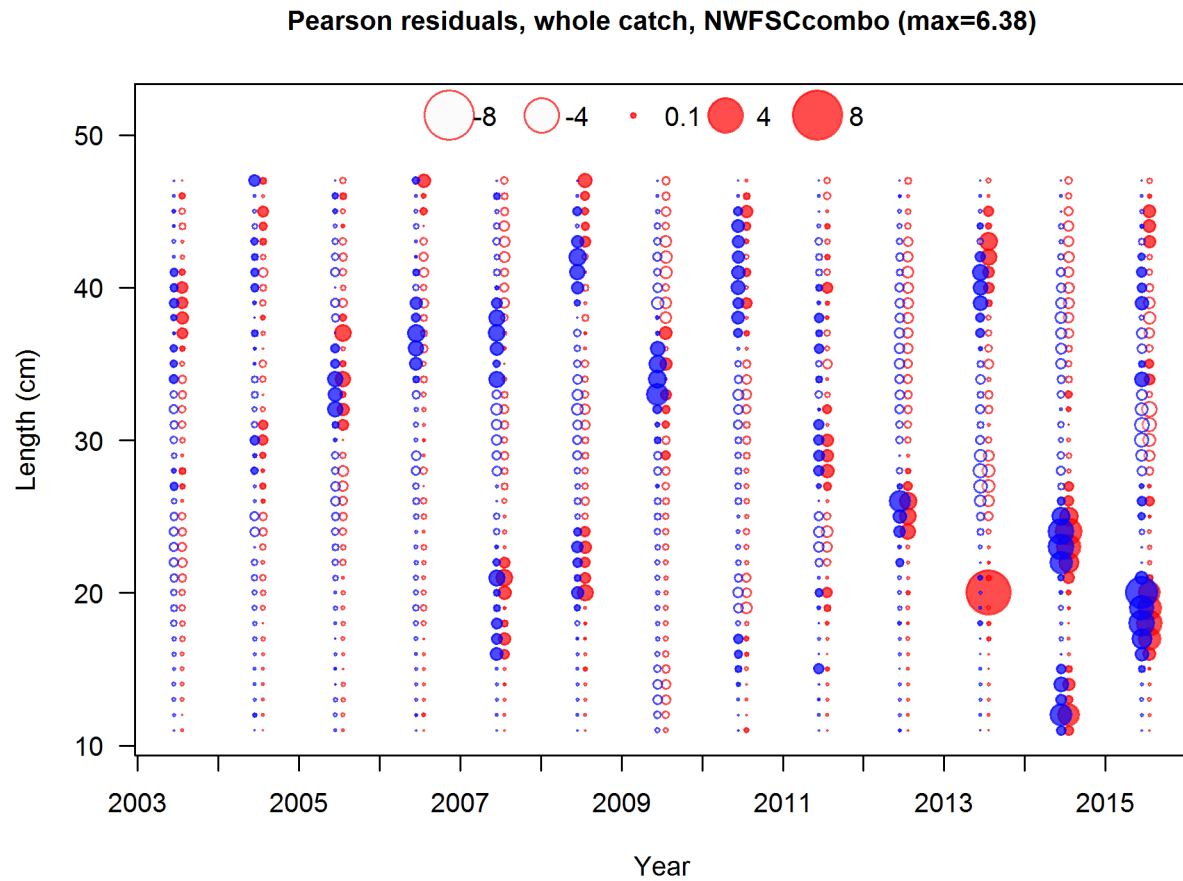 Pearson residuals, whole catch, NWFSCcombo (max=6.38)
-8 -4 0.1 4 8
50
40
30
20
10
Length (cm)
2003 2005 2007 2009 2011 2013 2015
Year